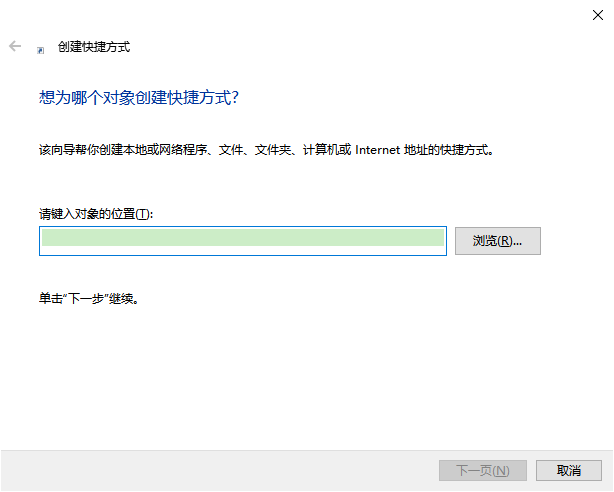 创建快捷方式
想为哪个对象创建快捷方式?
该向导帮你创建本地或网络程序、文件、文件夹、计算机或 Internet 地址的快捷方式。
请键入对象的位置(T):
浏览(R)...
单击“下一步”继续。
下一页(N)
取消